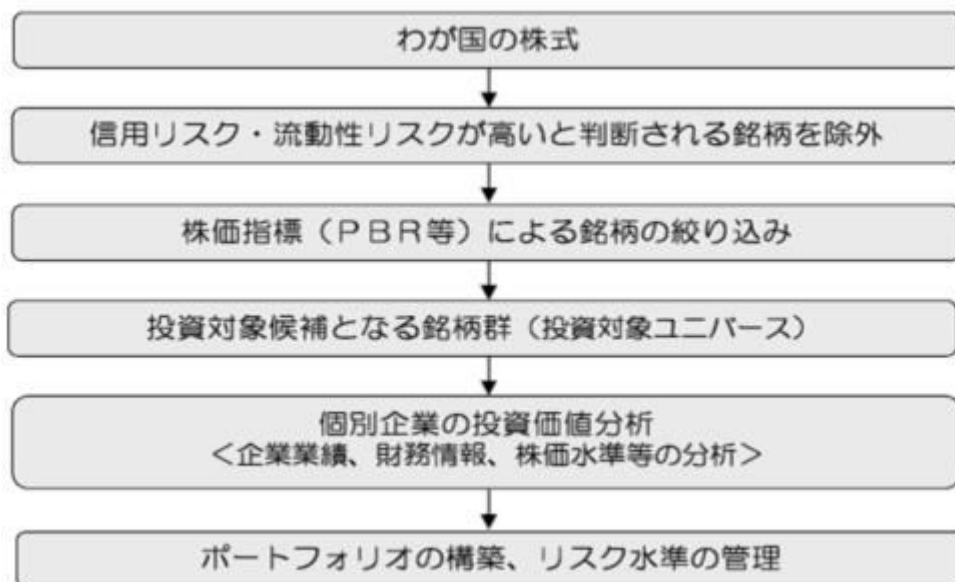 わが国の株式
信用リスク・流動性リスクが高いと判断される銘柄を除外
株価指標（ＰＢＲ等）による銘柄の絞り込み
投資対象候補となる銘柄群（投資対象ユニバース）
個別企業の投資価値分析
＜企業業績、財務情報、株価水準等の分析＞
ポートフォリオの構築、リスク水準の管理